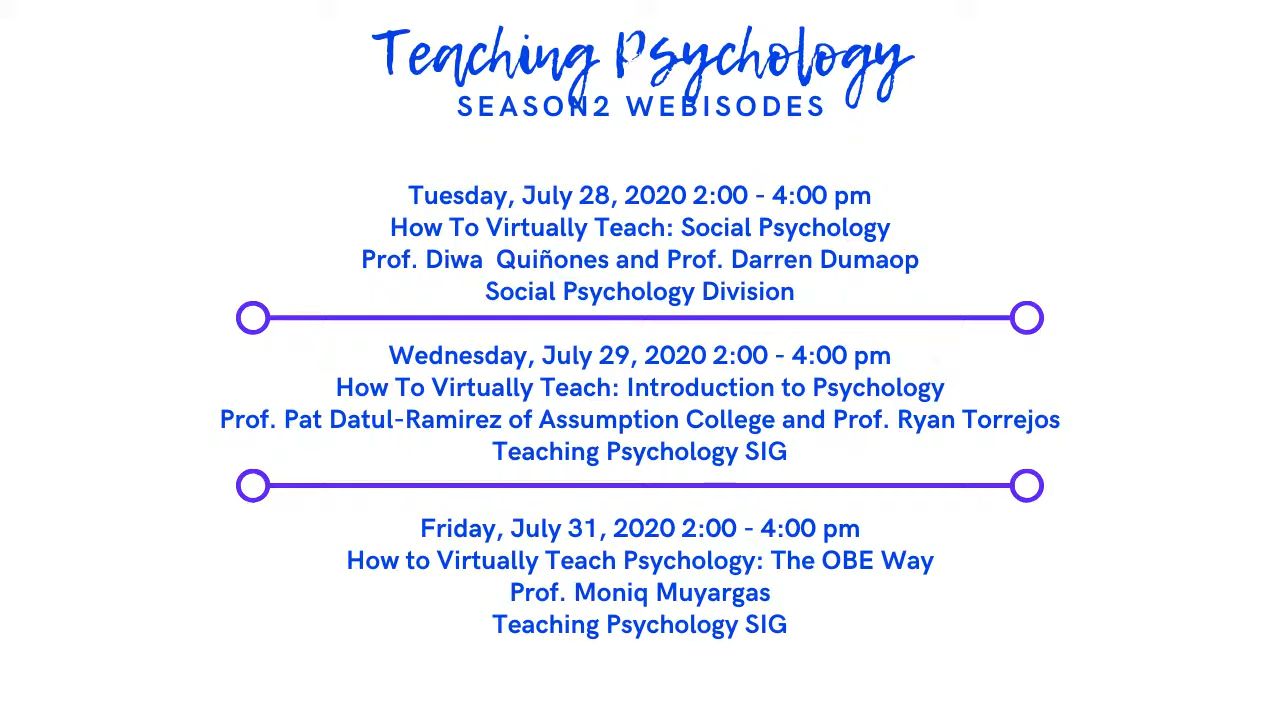 Teaching Psychology
SEASON2 WEBISODES
Tuesday, July 28, 2020 2:00 - 4:00 pm
How To Virtually Teach: Social Psychology
Prof. Diwa  Quiñones and Prof. Darren Dumaop
Social Psychology Division
Wednesday, July 29, 2020 2:00 - 4:00 pm
How To Virtually Teach: Introduction to Psychology
Prof. Pat Datul-Ramirez of Assumption College and Prof. Ryan Torrejos
Teaching Psychology SIG
Friday, July 31, 2020 2:00 - 4:00 pm
How to Virtually Teach Psychology: The OBE Way
Prof. Moniq Muyargas
Teaching Psychology SIG